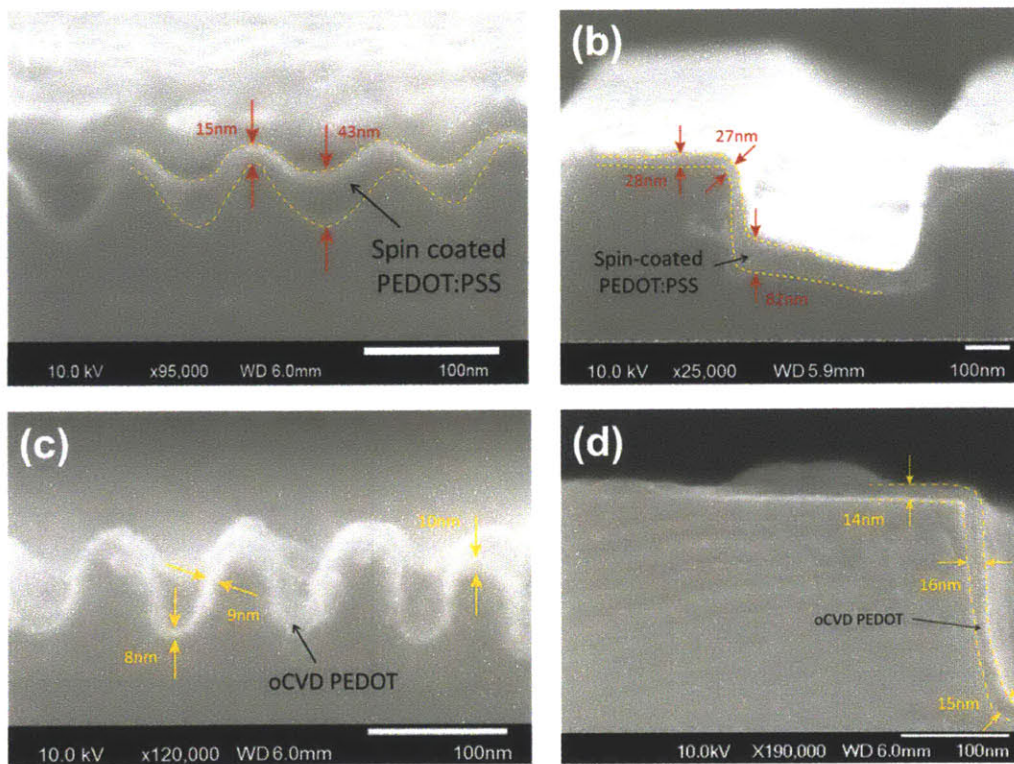 15nm
43nm
Spin coated
PEDOT:PSS
10.0 kV x95,000 WD 6.0mm 100nm
(b)
27nm
28nm
Spin-coated
PEDOT:PSS
82nm
10.0 kV x25,000 WD 5.9mm 100nm
(c)
10nm
9nm
8nm
oCVD PEDOT
10.0 kV x120,000 WD 6.0mm 100nm
(d)
14nm
16nm
oCVD PEDOT
15nm
10.0kV X190,000 WD 6.0mm 100nm